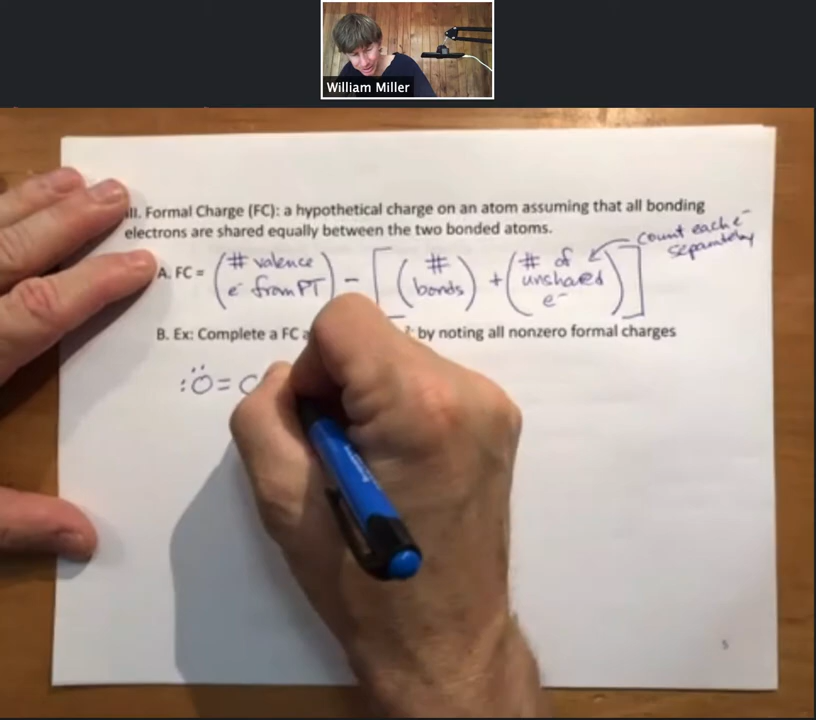 William Miller
III. Formal Charge (FC): a hypothetical charge on an atom assuming that all bonding
electrons are shared equally between the two bonded atoms.
count each e⁻
separately
A. FC = (# valence e⁻ from PT) - [(# bonds) + (# of unshared e⁻)]
B. Ex: Complete a FC a 2- by noting all nonzero formal charges
:Ö=C
5